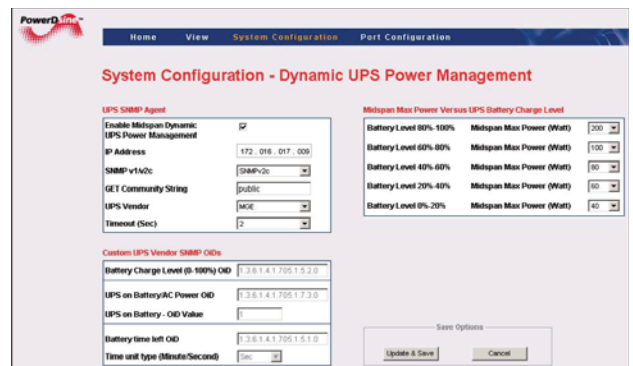 PowerDsine
Home View System Configuration Port Configuration
System Configuration - Dynamic UPS Power Management
UPS SNMP Agent
Enable Midspan Dynamic
UPS Power Management
IP Address 172 . 016 . 017 . 009
SNMP v1/v2c SNMPv2c
GET Community String public
UPS Vendor MGE
Timeout (Sec) 2
Midspan Max Power Versus UPS Battery Charge Level
Battery Level 80%-100% Midspan Max Power (Watt) 200
Battery Level 60%-80% Midspan Max Power (Watt) 100
Battery Level 40%-60% Midspan Max Power (Watt) 80
Battery Level 20%-40% Midspan Max Power (Watt) 60
Battery Level 0%-20% Midspan Max Power (Watt) 40
Custom UPS Vendor SNMP OIDs
Battery Charge Level (0-100%) OID 1.3.6.1.4.1.705.1.5.2.0
UPS on Battery/AC Power OID 1.3.6.1.4.1.705.1.7.3.0
UPS on Battery - OID Value 1
Battery time left OID 1.3.6.1.4.1.705.1.5.1.0
Time unit type (Minute/Second) Sec
Save Options
Update & Save Cancel